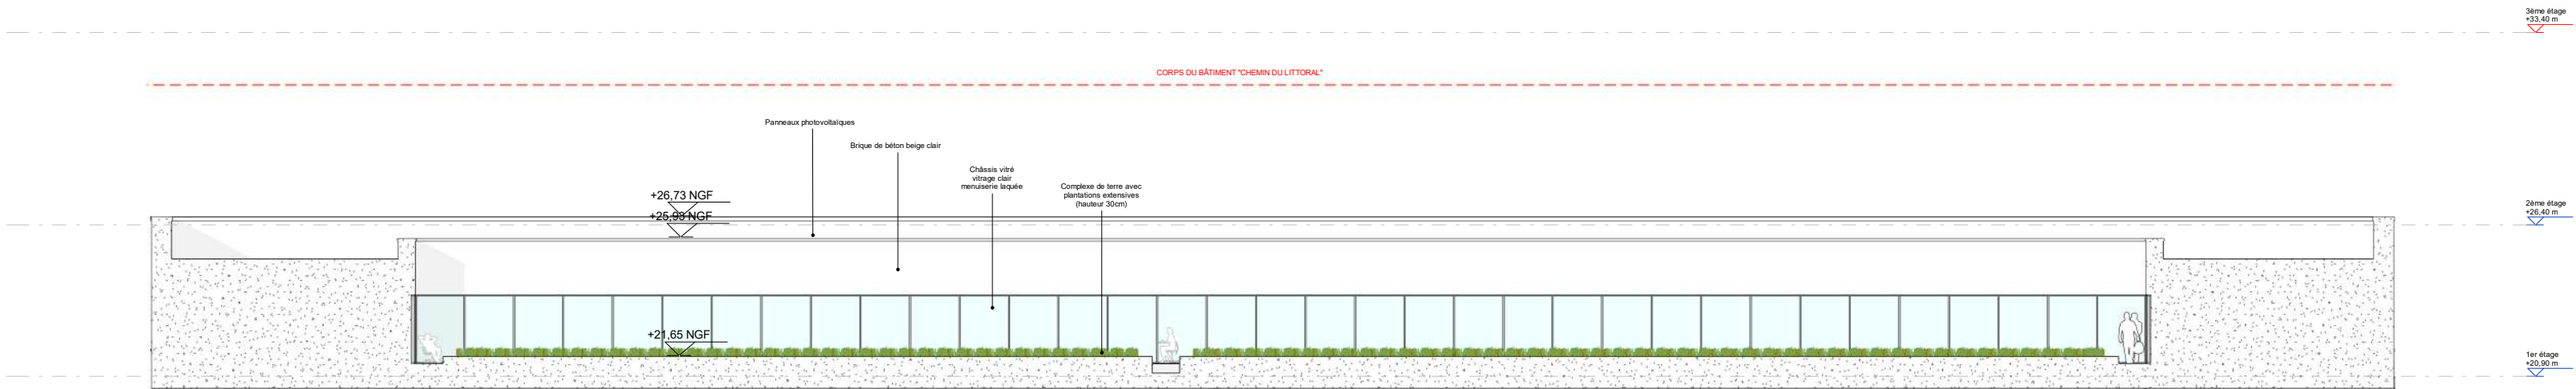 3ème étage
+33,40 m
CORPS DU BÂTIMENT "CHEMIN DU LITTORAL"
Panneaux photovoltaïques
Brique de béton beige clair
Châssis vitré
vitrage clair
menuiserie laquée
Complexe de terre avec
plantations extensives
(hauteur 30cm)
+26,73 NGF
+25,93 NGF
2ème étage
+26,40 m
+21,65 NGF
1er étage
+20,90 m